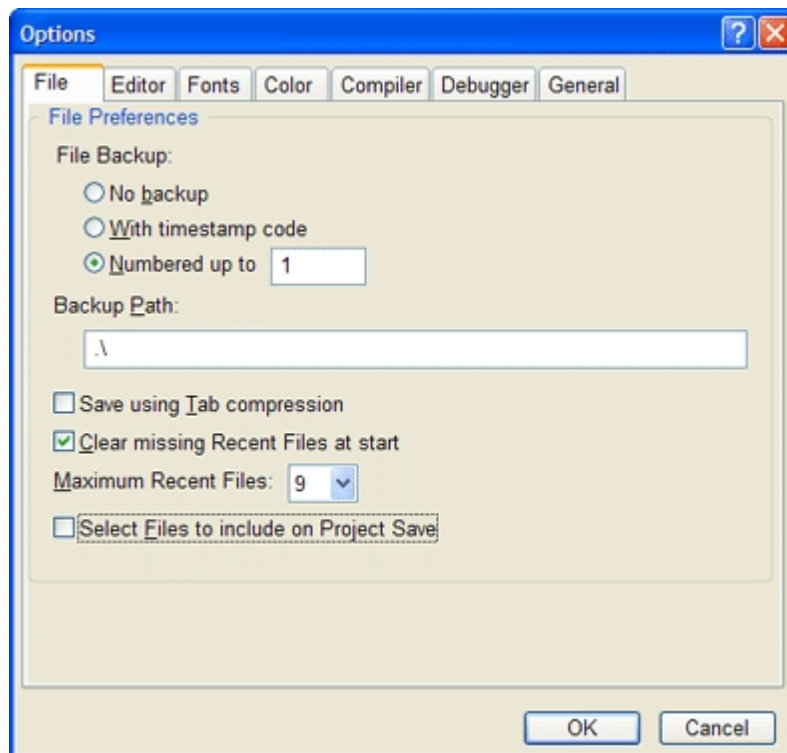 Options
File Editor Fonts Color Compiler Debugger General
File Preferences
File Backup:
No backup
With timestamp code
Numbered up to 1
Backup Path:
.\
Save using Tab compression
Clear missing Recent Files at start
Maximum Recent Files: 9
Select Files to include on Project Save
OK Cancel